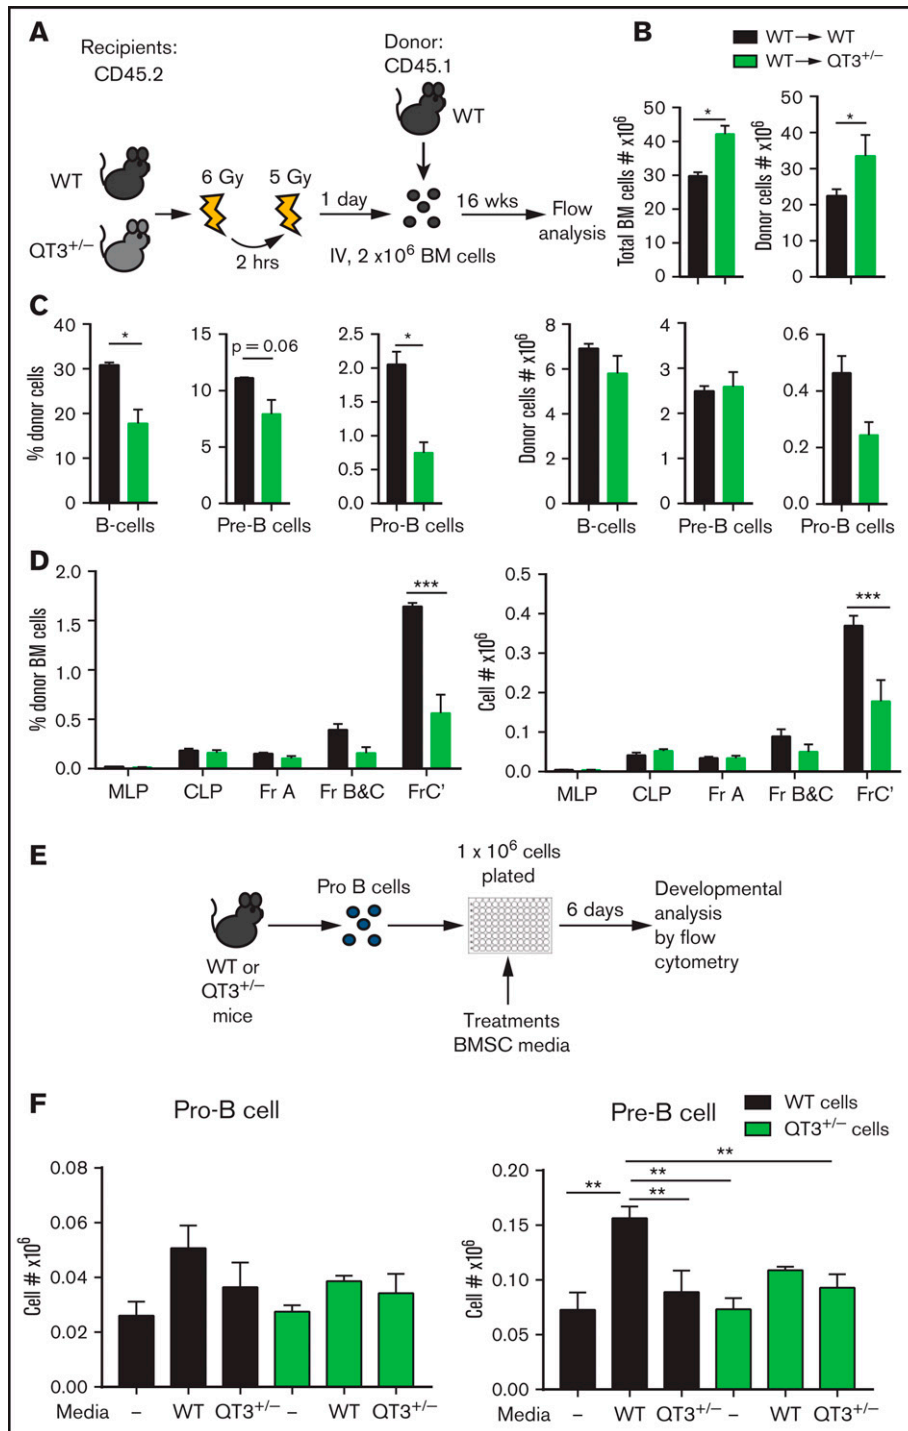 A
Recipients:
CD45.2
Donor:
CD45.1
WT
WT
QT3+/−
6 Gy
5 Gy
2 hrs
1 day
16 wks
IV, 2 x10⁶ BM cells
Flow
analysis
B
WT → WT
WT → QT3+/−
Total BM cells # x10⁶
50
40
30
20
10
0
*
Donor cells # x10⁶
50
40
30
20
10
0
*
C
% donor cells
40
30
20
10
0
*
B-cells
15
10
5
0
p = 0.06
Pre-B cells
2.5
2.0
1.5
1.0
0.5
0.0
*
Pro-B cells
Donor cells # x10⁶
8
6
4
2
0
B-cells
4
3
2
1
0
Pre-B cells
0.6
0.4
0.2
0.0
Pro-B cells
D
% donor BM cells
2.0
1.5
1.0
0.5
0.0
***
MLP CLP Fr A Fr B&C FrC'
Cell # x10⁶
0.5
0.4
0.3
0.2
0.1
0.0
***
MLP CLP Fr A Fr B&C FrC'
E
WT or
QT3+/−
mice
Pro B cells
1 x 10⁶ cells
plated
Treatments
BMSC media
6 days
Developmental
analysis
by flow
cytometry
F
Pro-B cell
Cell # x10⁶
0.08
0.06
0.04
0.02
0.00
Media – WT QT3+/− – WT QT3+/−
Pre-B cell
WT cells
QT3+/− cells
Cell # x10⁶
0.20
0.15
0.10
0.05
0.00
**
**
**
**
Media – WT QT3+/− – WT QT3+/−